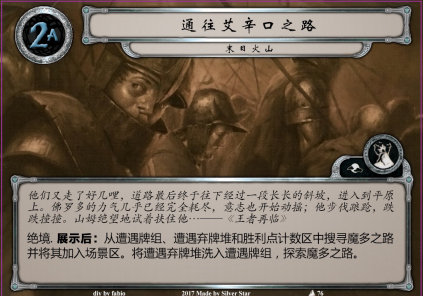 2A
通往艾辛口之路
末日火山
他们又走了好几哩，道路最后终于往下经过一段长长的斜坡，进入到平原
上。佛罗多的力气几乎已经完全耗尽，意志也开始动摇；他步伐踉跄，跌
跌撞撞。山姆绝望地试着扶住他…——《王者再临》
绝境. 展示后：从遭遇牌组、遭遇弃牌堆和胜利点计数区中搜寻魔多之路
并将其加入场景区。将遭遇弃牌堆洗入遭遇牌组，探索魔多之路。
div by fabio
2017 Made by Silver Star
76